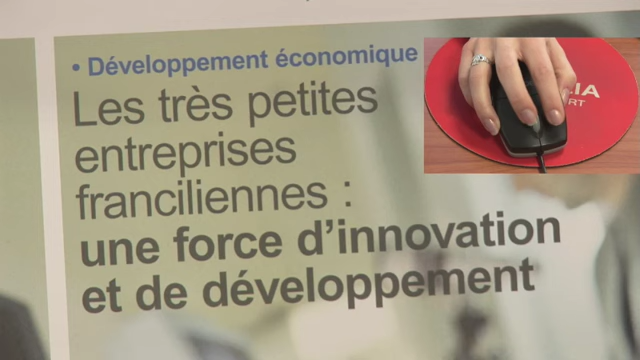 • Développement économique
Les très petites
entreprises
franciliennes :
une force d’innovation
et de développement